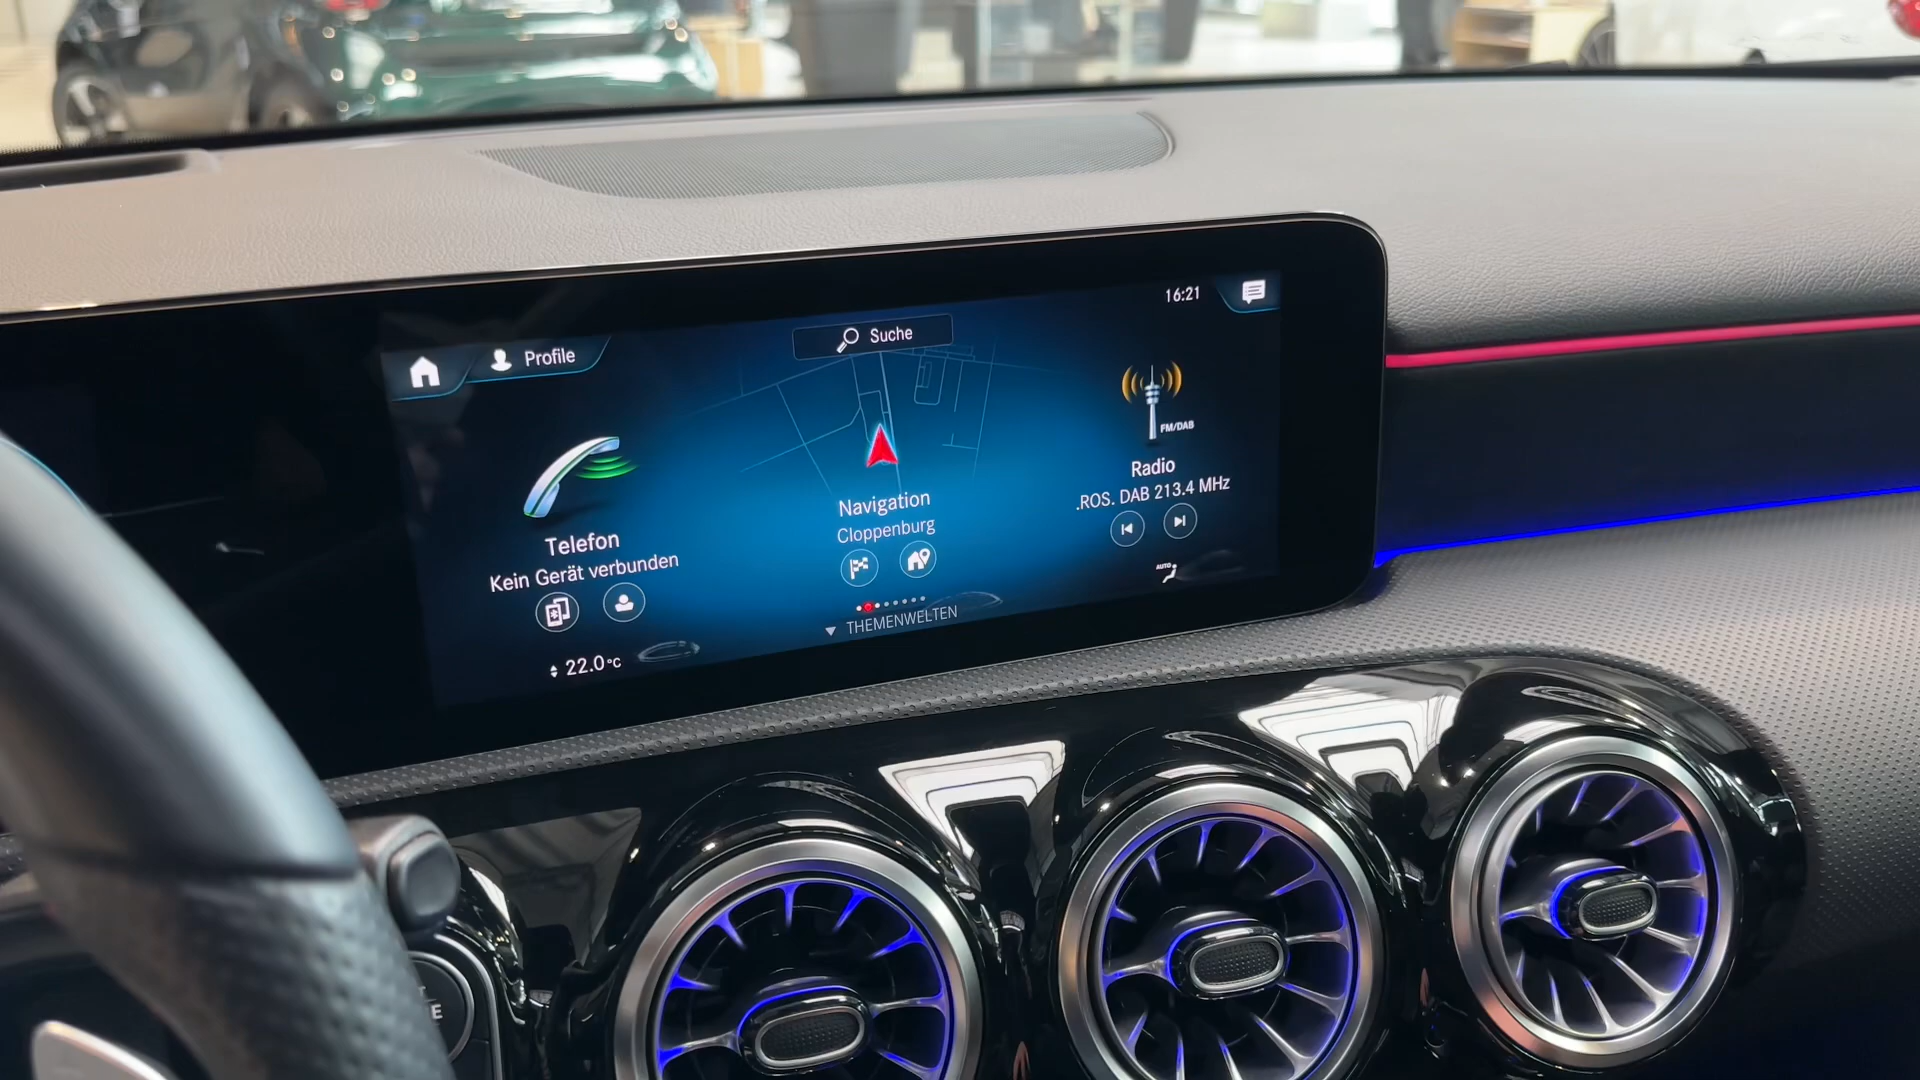 16:21
Suche
Profile
FM/DAB
Radio
.ROS. DAB 213.4 MHz
Navigation
Cloppenburg
Telefon
Kein Gerät verbunden
AUTO
THEMENWELTEN
22.0°C